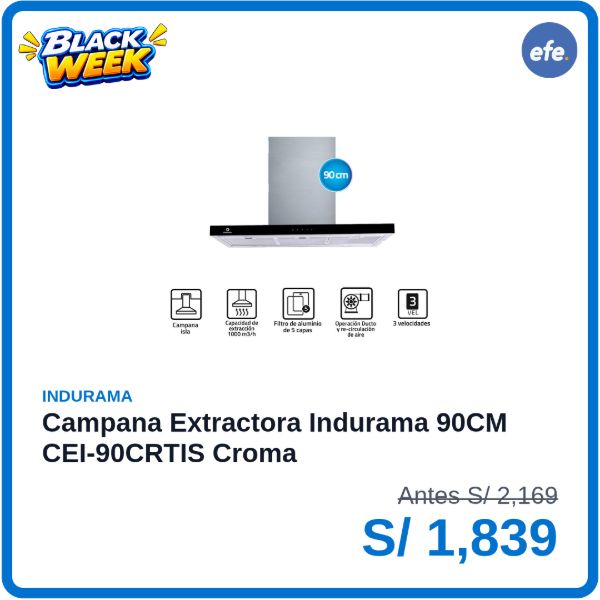 BLACK
WEEK
efe.
90 cm
Campana
isla
Capacidad de
extracción
1000 m3/h
Filtro de aluminio
de 5 capas
Operación Ducto
y re-circulación
de aire
3
VEL
3 velocidades
INDURAMA
Campana Extractora Indurama 90CM
CEI-90CRTIS Croma
Antes S/ 2,169
S/ 1,839